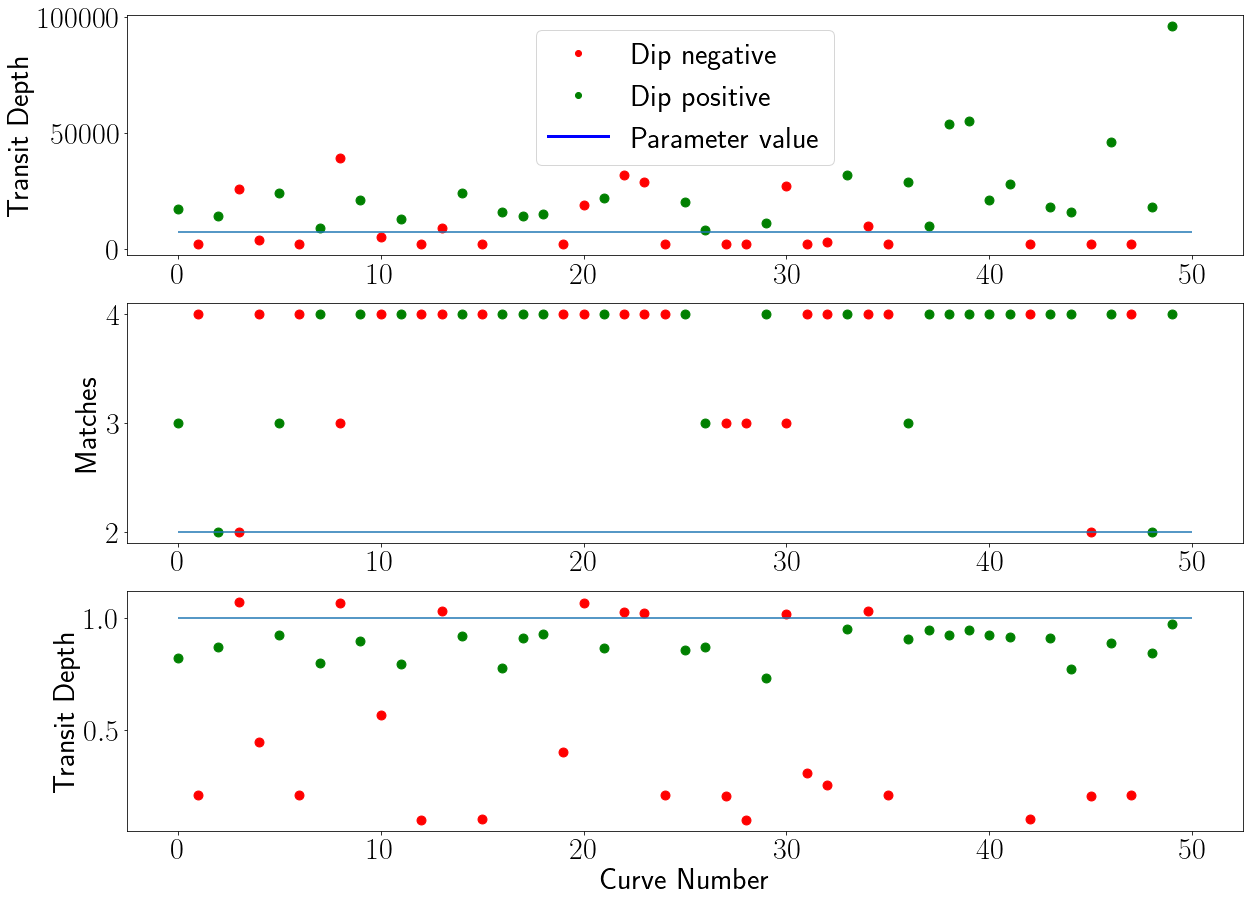 100000
50000
0
Transit Depth
Dip negative
Dip positive
Parameter value
0 10 20 30 40 50
4
3
2
Matches
0 10 20 30 40 50
1.0
0.5
Transit Depth
0 10 20 30 40 50
Curve Number